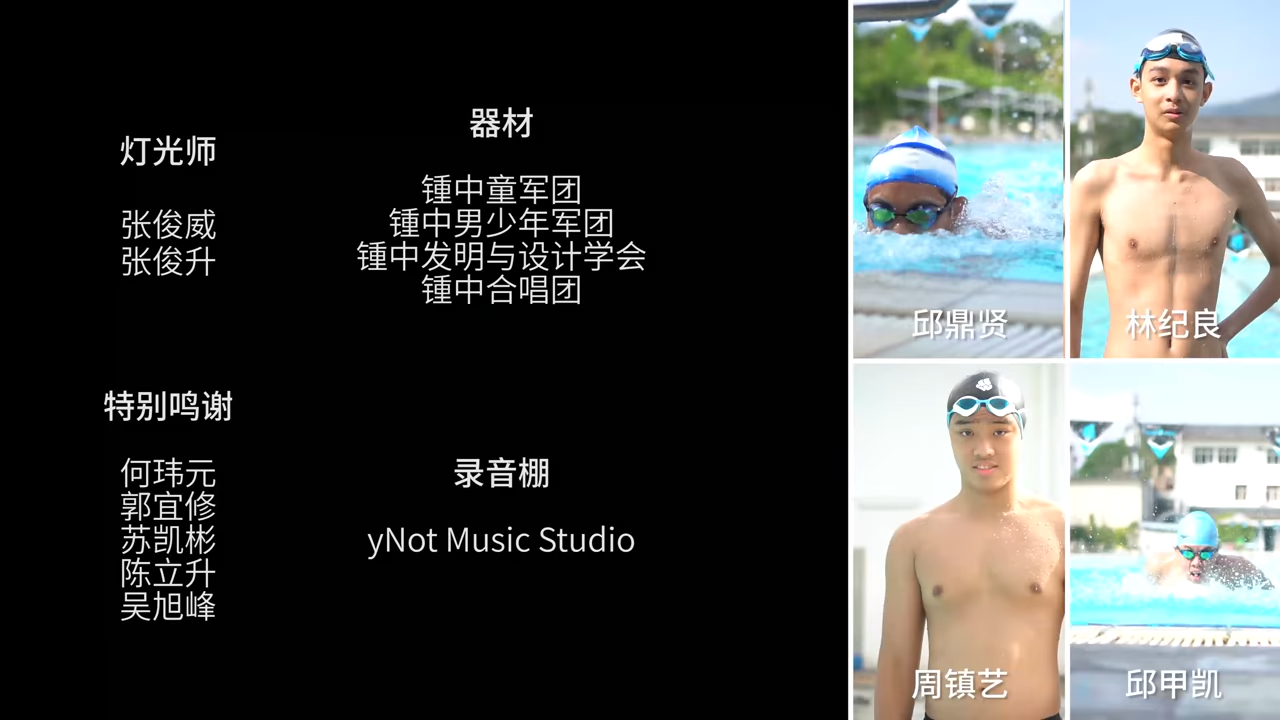 灯光师
张俊威
张俊升
器材
锺中童军团
锺中男少年军团
锺中发明与设计学会
锺中合唱团
特别鸣谢
何玮元
郭宜修
苏凯彬
陈立升
吴旭峰
录音棚
yNot Music Studio
邱鼎贤
林纪良
周镇艺
邱甲凯